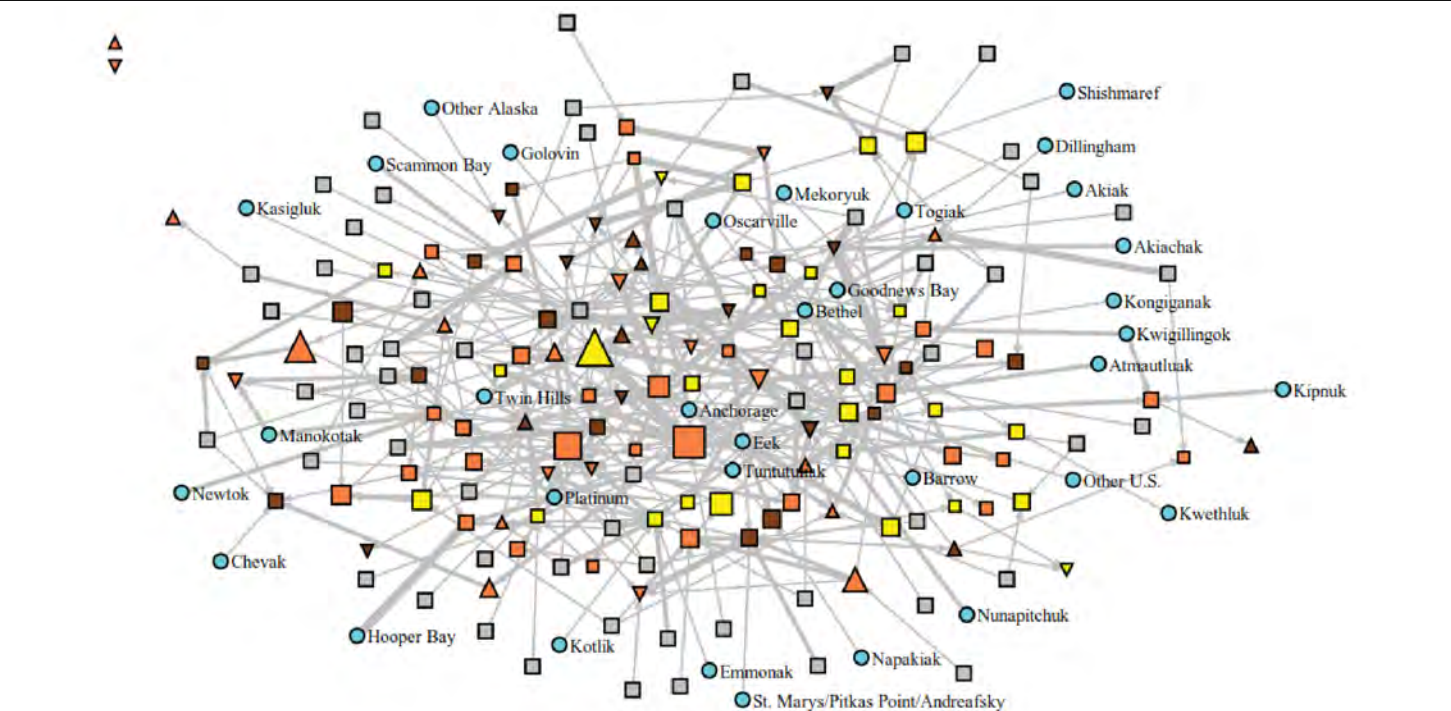 Shishmaref
Other Alaska
Dillingham
Golovin
Scammon Bay
Akiak
Mekoryuk
Kasigluk
Togiak
Oscarville
Akiachak
Goodnews Bay
Kongiganak
Bethel
Kwigillingok
Atmautluak
Kipnuk
Twin Hills
Anchorage
Manokotak
Eek
Tuntutuliak
Barrow
Other U.S.
Newtok
Platinum
Kwethluk
Chevak
Nunapitchuk
Hooper Bay
Kotlik
Napakiak
Emmonak
St. Marys/Pitkas Point/Andreafsky